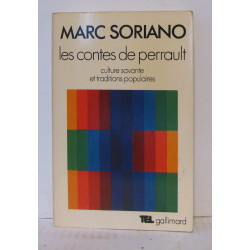 MARC SORIANO
les contes de perrault
culture savante
et traditions populaires
TEL gallimard